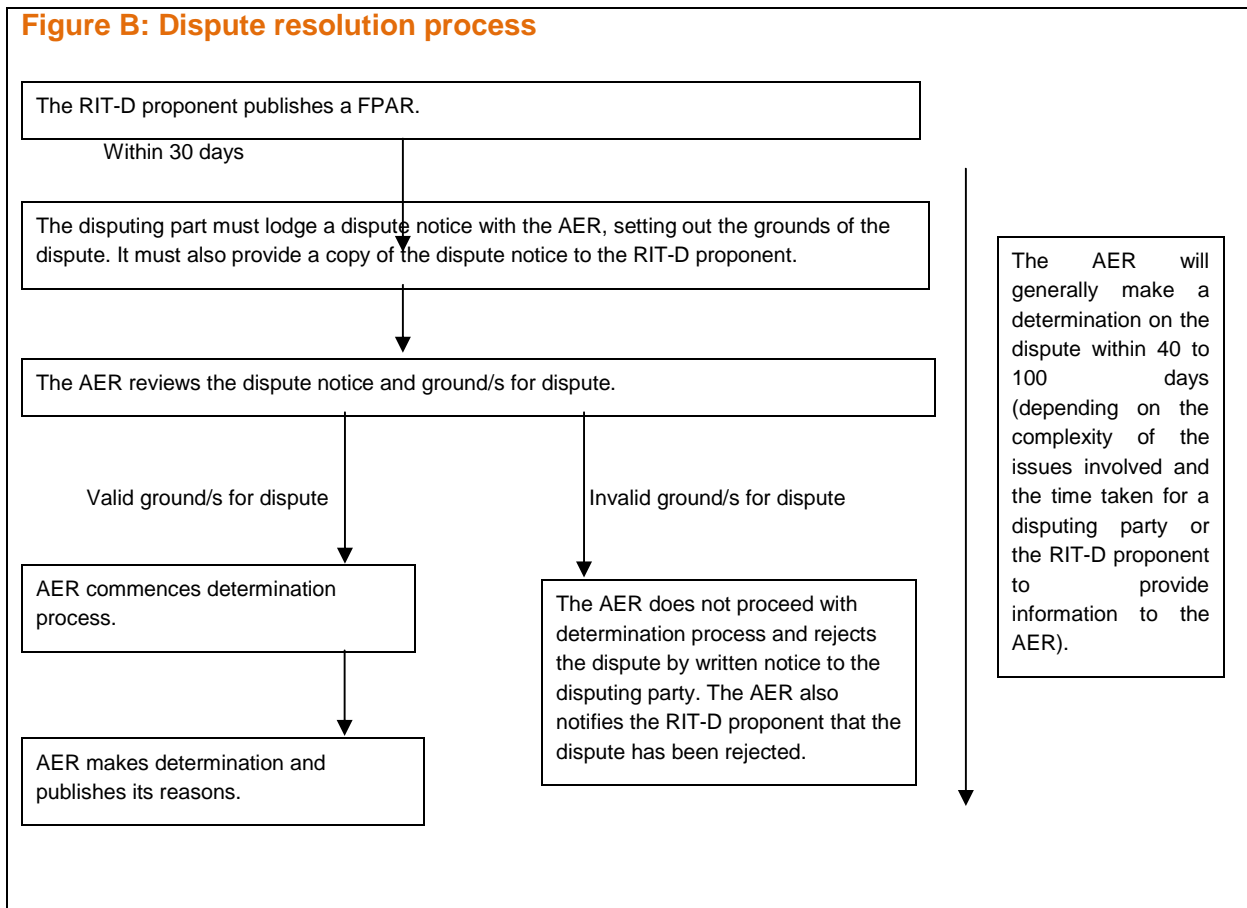 Figure B: Dispute resolution process
The RIT-D proponent publishes a FPAR.
Within 30 days
The disputing part must lodge a dispute notice with the AER, setting out the grounds of the
dispute. It must also provide a copy of the dispute notice to the RIT-D proponent.
The AER reviews the dispute notice and ground/s for dispute.
Valid ground/s for dispute
Invalid ground/s for dispute
AER commences determination
process.
The AER does not proceed with
determination process and rejects
the dispute by written notice to the
disputing party. The AER also
notifies the RIT-D proponent that the
dispute has been rejected.
AER makes determination and
publishes its reasons.
The AER will
generally make a
determination on the
dispute within 40 to
100 days
(depending on the
complexity of the
issues involved and
the time taken for a
disputing party or
the RIT-D proponent
to provide
information to the
AER).